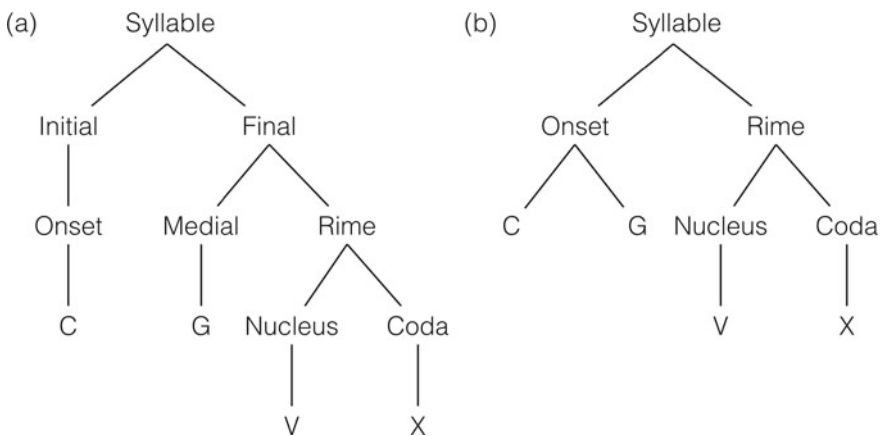 (a) Syllable (b) Syllable
Initial Final Onset Rime
Onset Medial Rime C G Nucleus Coda
C G Nucleus Coda V X
V X